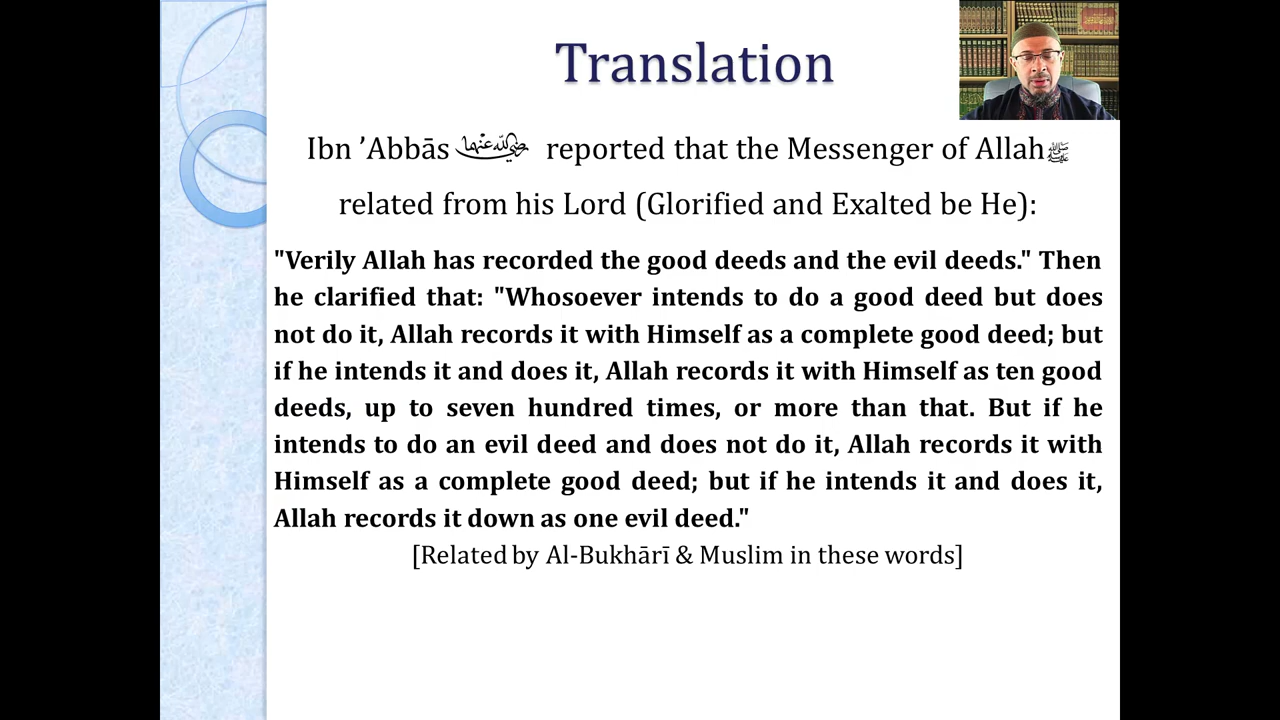 Translation
Ibn ’Abbās رضي الله عنهما reported that the Messenger of Allah ﷺ
related from his Lord (Glorified and Exalted be He):
"Verily Allah has recorded the good deeds and the evil deeds." Then
he clarified that: "Whosoever intends to do a good deed but does
not do it, Allah records it with Himself as a complete good deed; but
if he intends it and does it, Allah records it with Himself as ten good
deeds, up to seven hundred times, or more than that. But if he
intends to do an evil deed and does not do it, Allah records it with
Himself as a complete good deed; but if he intends it and does it,
Allah records it down as one evil deed."
[Related by Al-Bukhārī & Muslim in these words]